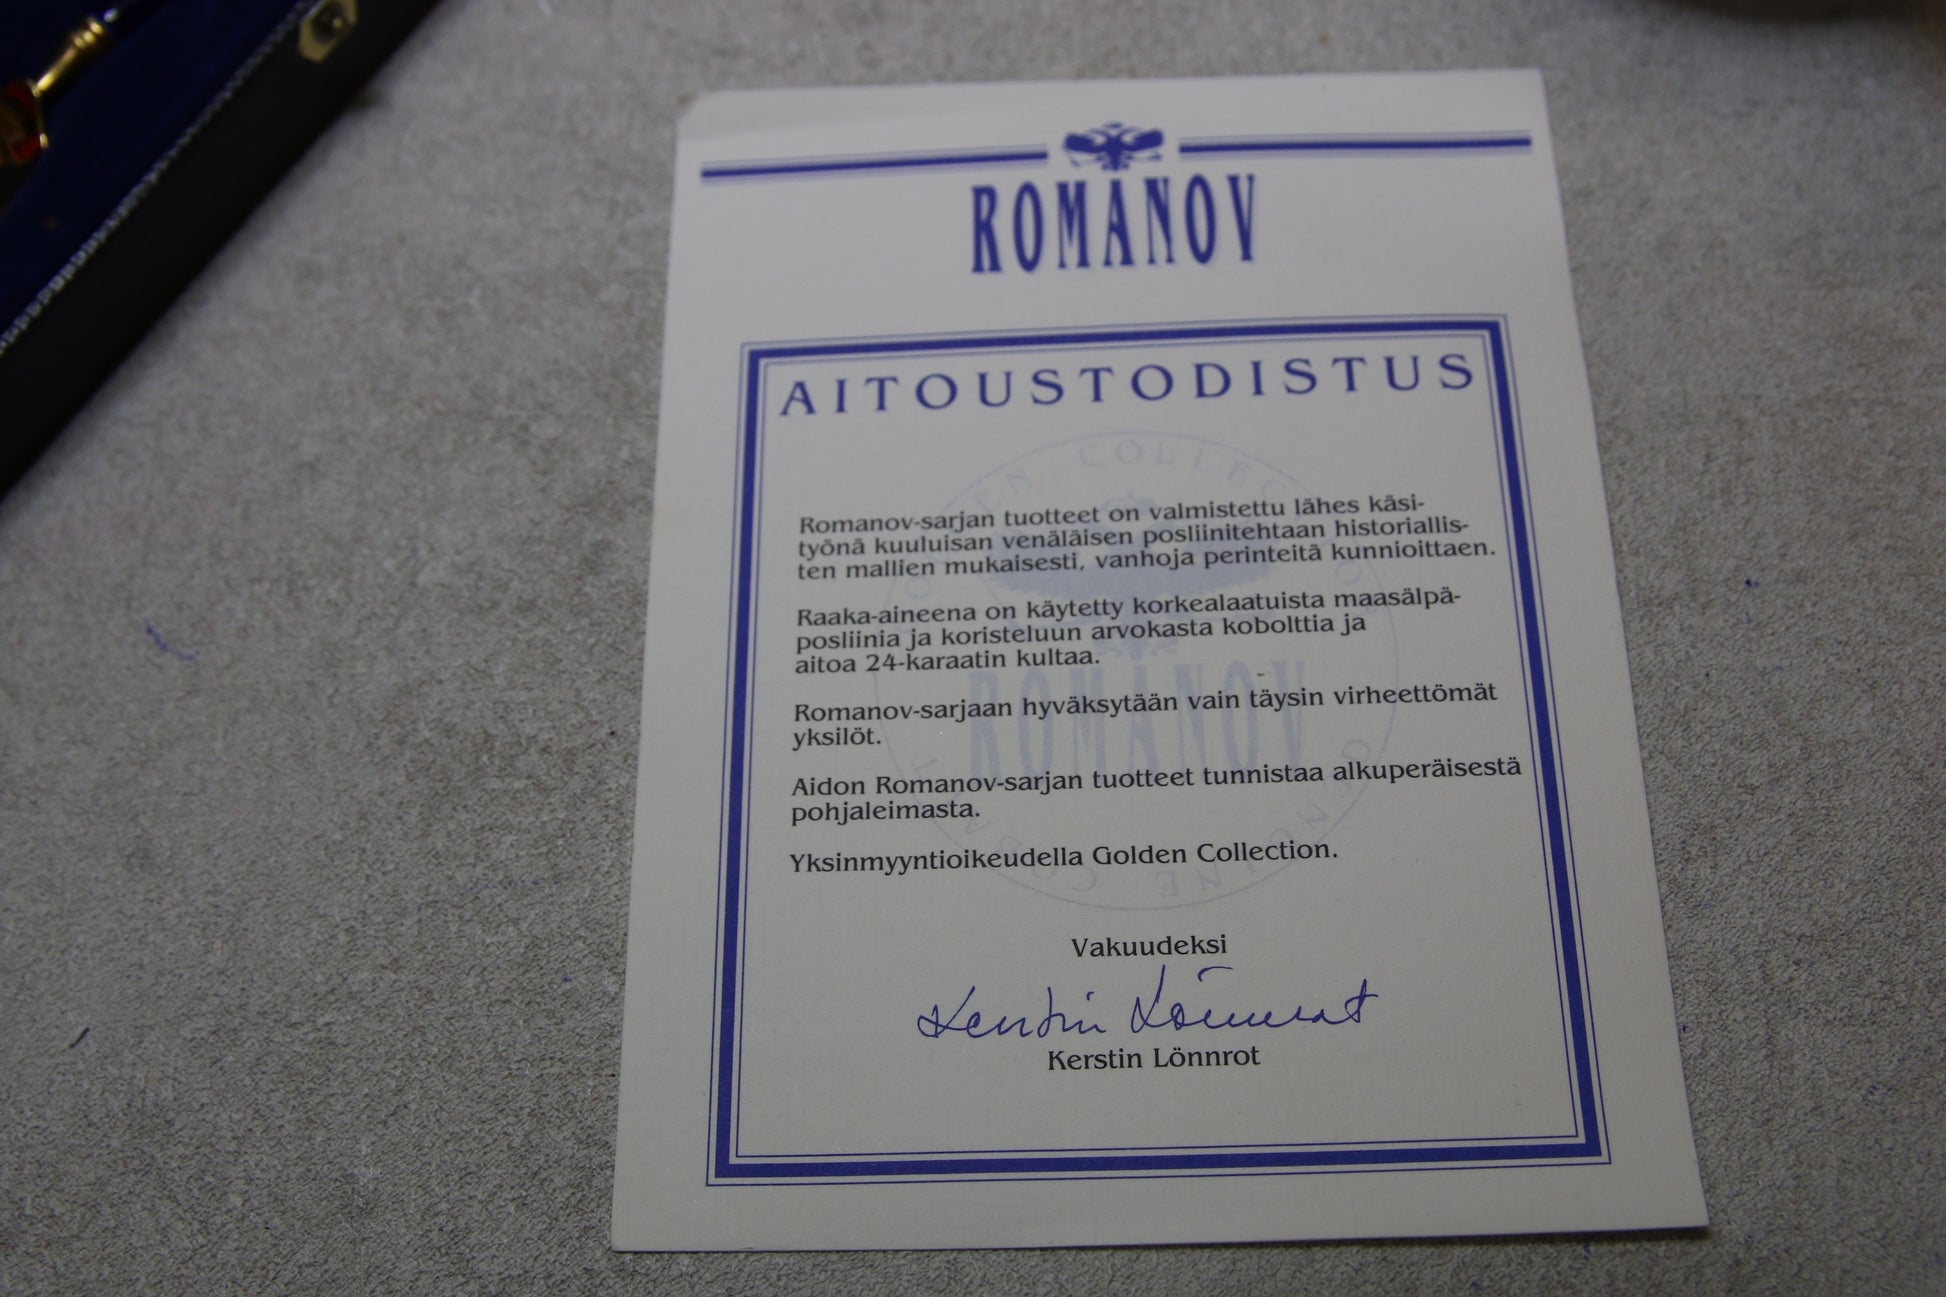 ROMANOV
AITOUSTODISTUS
Romanov-sarjan tuotteet on valmistettu lähes käsi-
työnä kuuluisan venäläisen posliinitehtaan historiallis-
ten mallien mukaisesti, vanhoja perinteitä kunnioittaen.
Raaka-aineena on käytetty korkealaatuista maasälpä-
posliinia ja koristeluun arvokasta kobolttia ja
aitoa 24-karaatin kultaa.
Romanov-sarjaan hyväksytään vain täysin virheettömät
yksilöt.
Aidon Romanov-sarjan tuotteet tunnistaa alkuperäisestä
pohjaleimasta.
Yksinmyyntioikeudella Golden Collection.
Vakuudeksi
Kerstin Lönnrot
Kerstin Lönnrot
ROMANOV